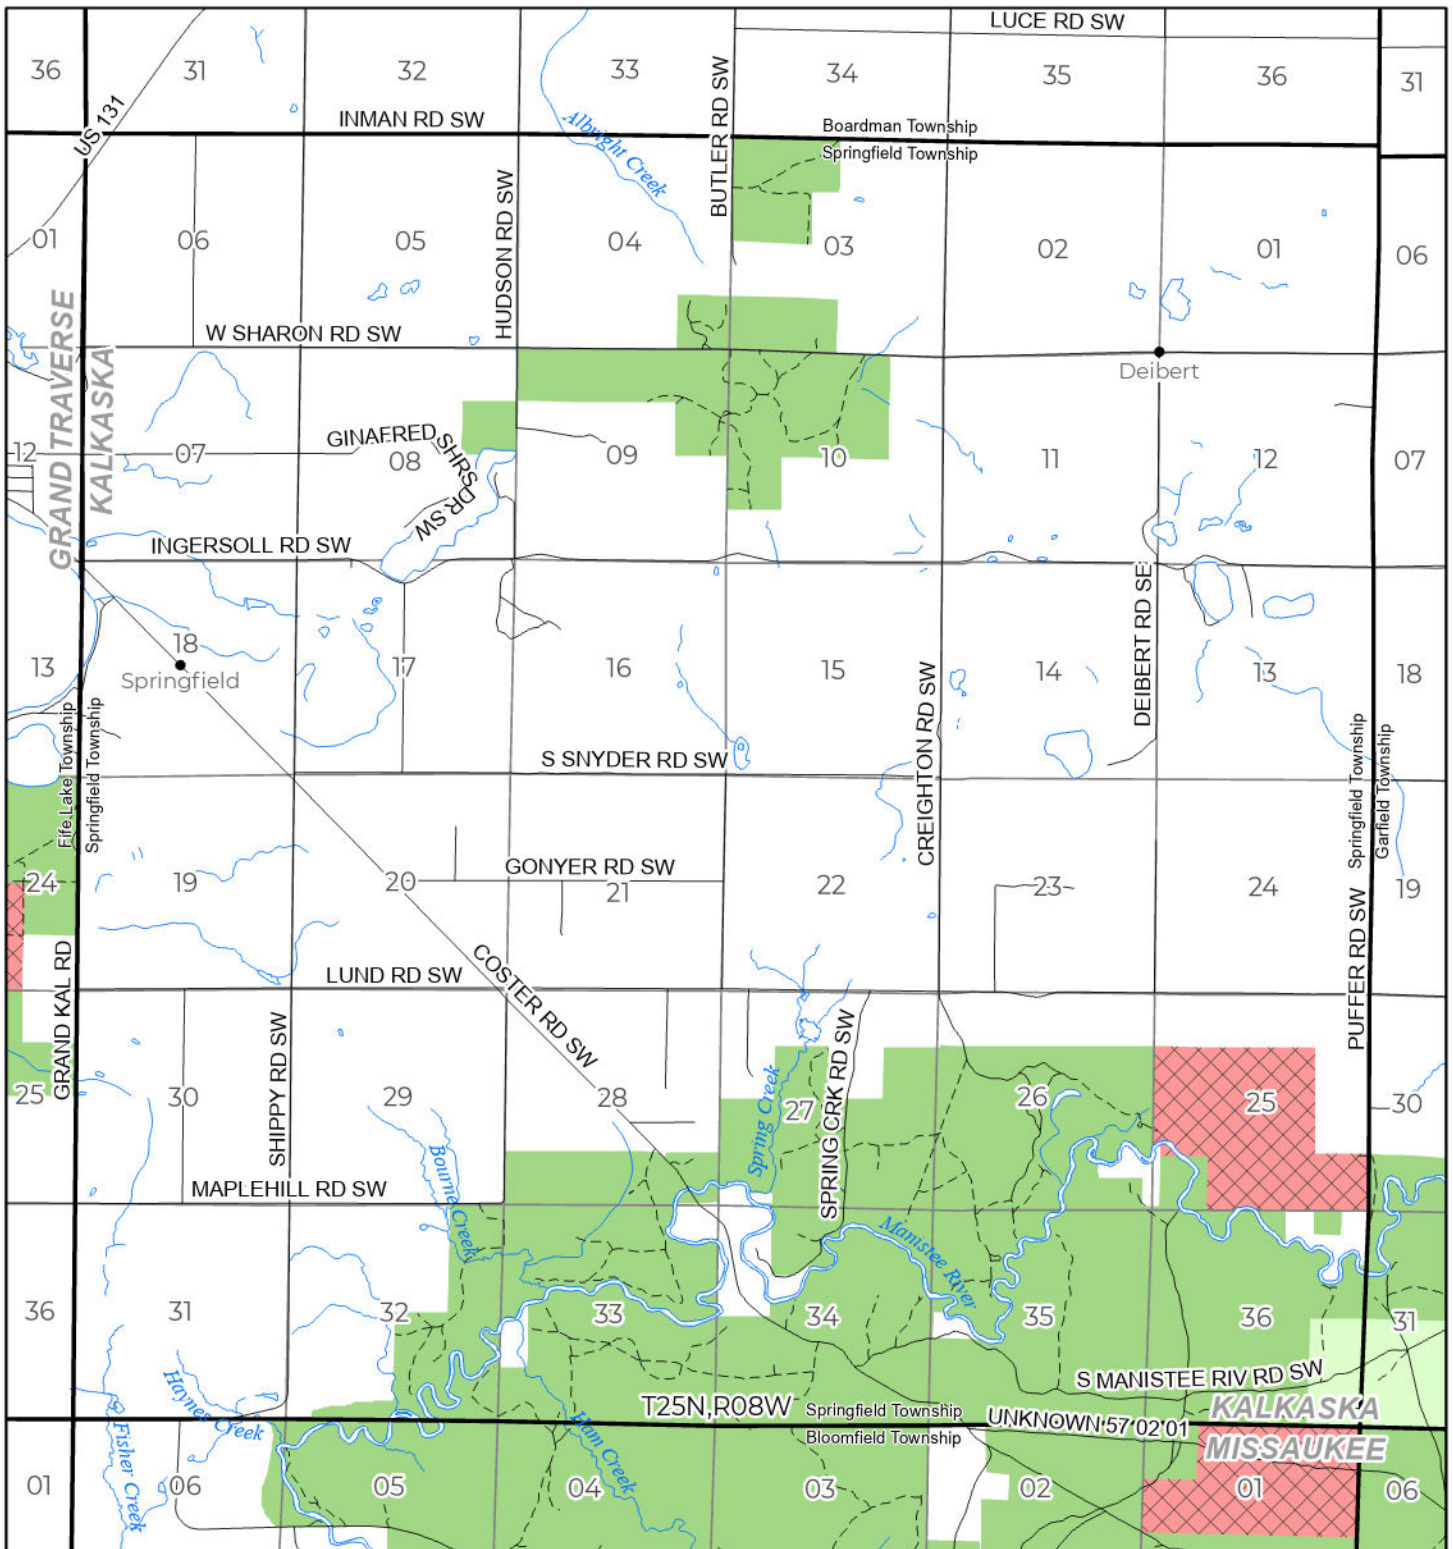 LUCE RD SW
36
31
32
33
34
35
36
31
US 131
INMAN RD SW
Albright Creek
BUTLER RD SW
Boardman Township
Springfield Township
HUDSON RD SW
01
06
05
04
03
02
01
06
GRAND TRAVERSE
KALKASKA
W SHARON RD SW
Deibert
GINAFRED SHRS DR SW
12
07
08
09
10
11
12
07
INGERSOLL RD SW
DEIBERT RD SE
13
18
17
16
15
14
13
18
Springfield
CREIGHTON RD SW
Fife Lake Township
Springfield Township
Springfield Township
Garfield Township
S SNYDER RD SW
GONYER RD SW
24
19
20
21
22
23
24
19
PUFFER RD SW
GRAND KAL RD
LUND RD SW
COSTER RD SW
SHIPPY RD SW
Spring Creek
SPRING CRK RD SW
25
30
29
28
27
26
25
30
Bourne Creek
MAPLEHILL RD SW
Manistee River
36
31
32
33
34
35
36
31
Haynes Creek
Fisher Creek
Ham Creek
S MANISTEE RIV RD SW
T25N,R08W
Springfield Township
Bloomfield Township
UNKNOWN 57 02 01
KALKASKA
MISSAUKEE
01
06
05
04
03
02
01
06